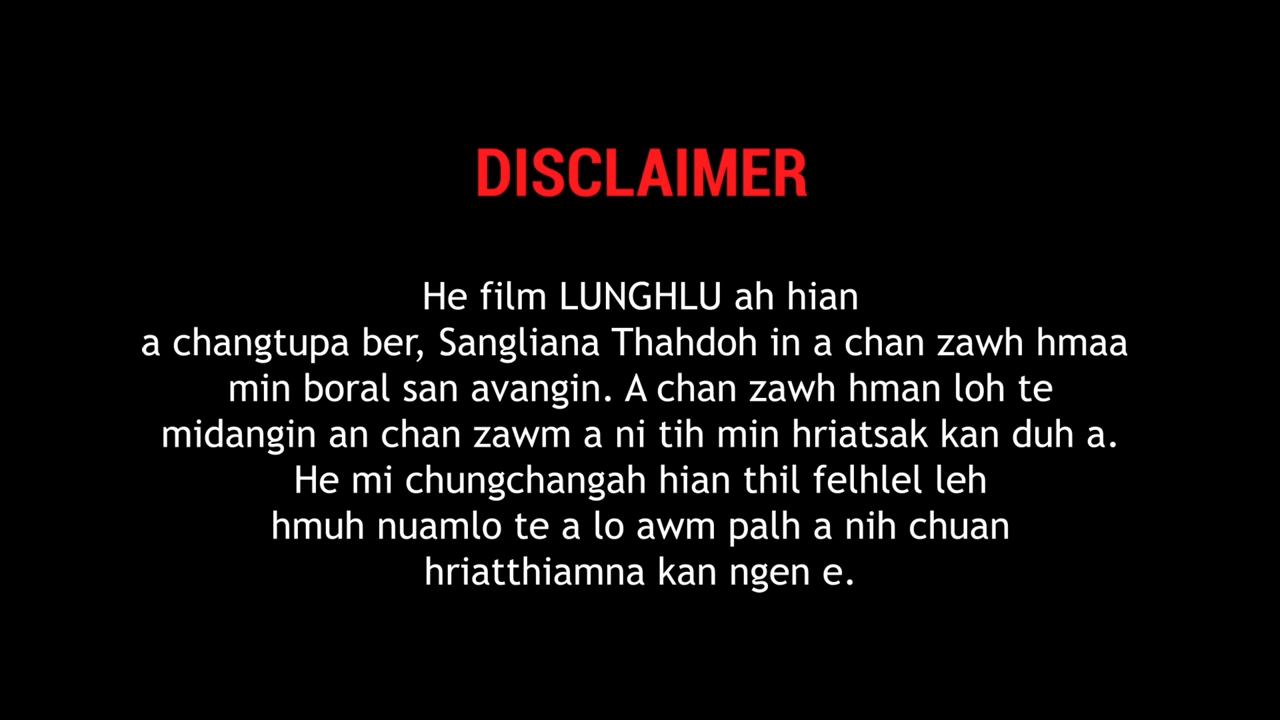 DISCLAIMER
He film LUNGHLU ah hian
a changtupa ber, Sangliana Thahdoh in a chan zawh hmaa
min boral san avangin. A chan zawh hman loh te
midangin an chan zawm a ni tih min hriatsak kan duh a.
He mi chungchangah hian thil felhlel leh
hmuh nuamlo te a lo awm palh a nih chuan
hriatthiamna kan ngen e.